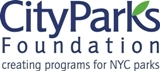 CityParks
Foundation
creating programs for NYC parks